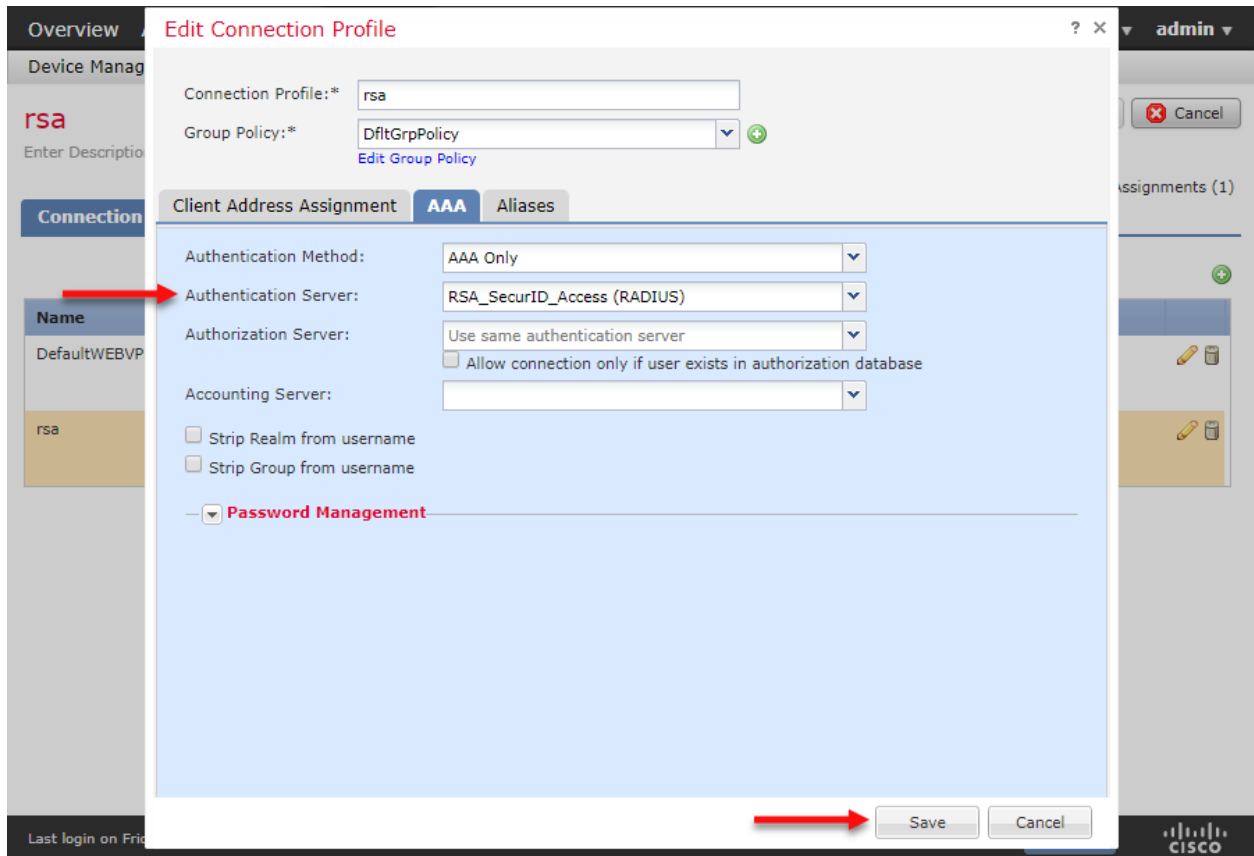 Overview
Edit Connection Profile
? ×
admin
Device Manag
Connection Profile:*
rsa
rsa
Cancel
Group Policy:*
DfltGrpPolicy
Enter Descriptio
Edit Group Policy
Assignments (1)
Client Address Assignment
AAA
Aliases
Connection
Authentication Method:
AAA Only
Authentication Server:
RSA_SecurID_Access (RADIUS)
Name
Authorization Server:
Use same authentication server
DefaultWEBVP
Allow connection only if user exists in authorization database
Accounting Server:
rsa
Strip Realm from username
Strip Group from username
Password Management
Save
Cancel
Last login on Fric
CISCO